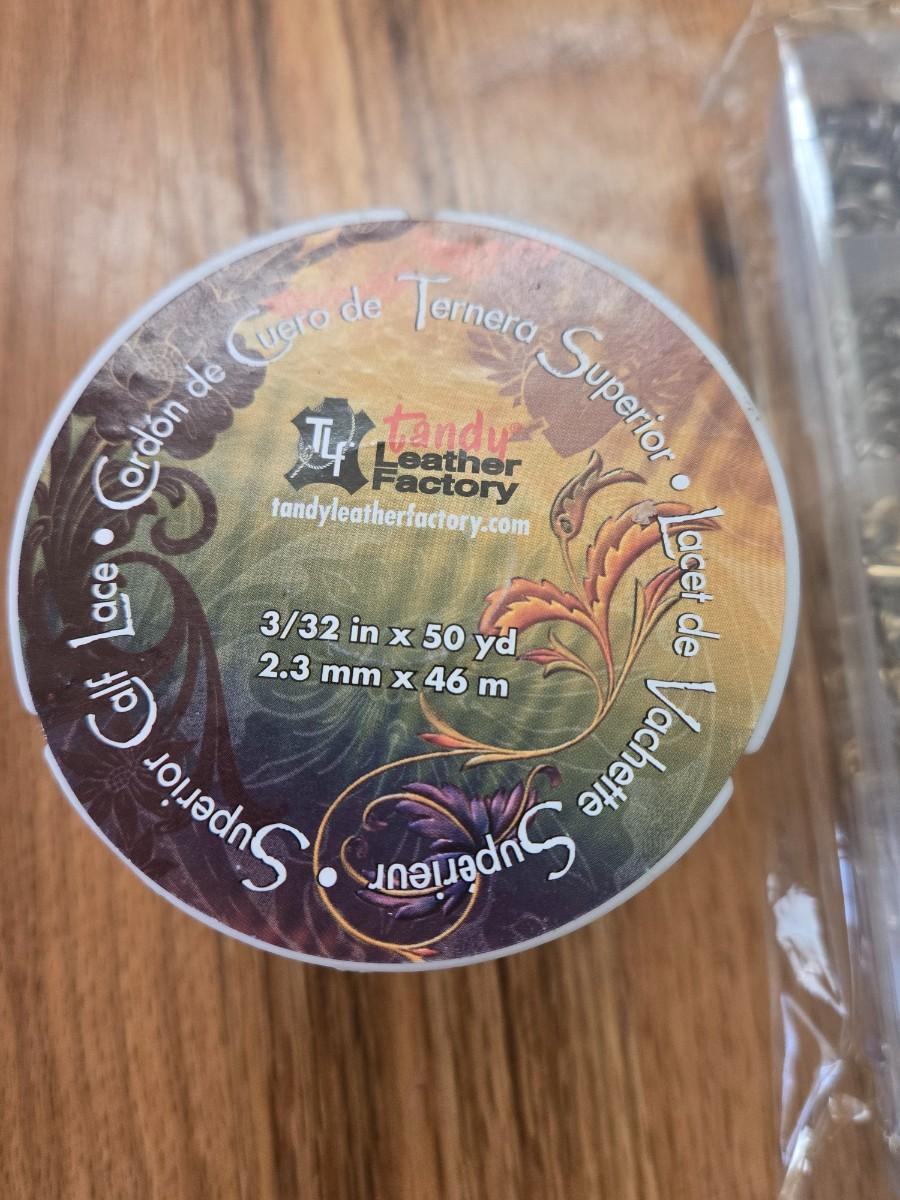 Superior Calf Lace • Cordón de Cuero de Ternera Superior • Lacet de Vachette Supérieur •
TLF
tandy®
Leather
Factory
tandyleatherfactory.com
3/32 in x 50 yd
2.3 mm x 46 m